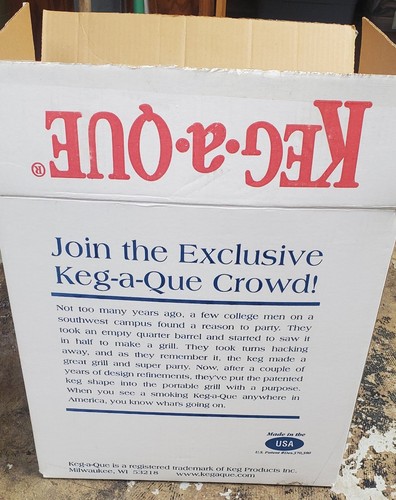 KEG·a·QUE®
Join the Exclusive
Keg-a-Que Crowd!
Not too many years ago, a few college men on a
southwest campus found a reason to party. They
took an empty quarter barrel and started to saw it
in half to make a grill. They took turns hacking
away, and as they remember it, the keg made a
great grill and super party. Now, after a couple of
years of design refinements, they've put the patented
keg shape into the portable grill with a purpose.
When you see a smoking Keg-a-Que anywhere in
America, you know what's going on.
Made in the
USA
U.S. Patent
Keg-a-Que is a registered trademark of Keg Products Inc.
Milwaukee, WI 53218 www.kegaque.com